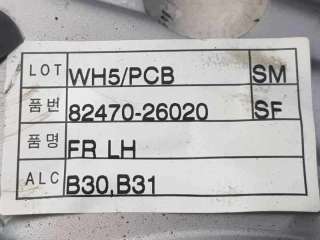 LOT WH5/PCB SM
품번 82470-26020 SF
품명 FR LH
ALC B30,B31